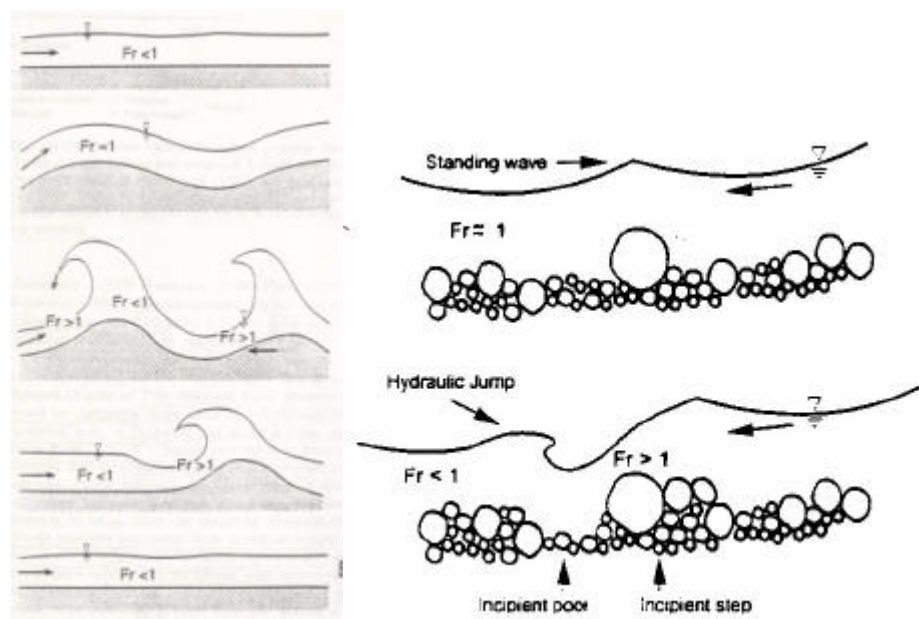 Fr <1
Fr =1
Fr <1
Fr >1
Fr >1
Fr >1
Fr <1
Fr <1
Standing wave
Fr ≈ 1
Hydraulic Jump
Fr < 1
Fr > 1
Incipient pool
Incipient step